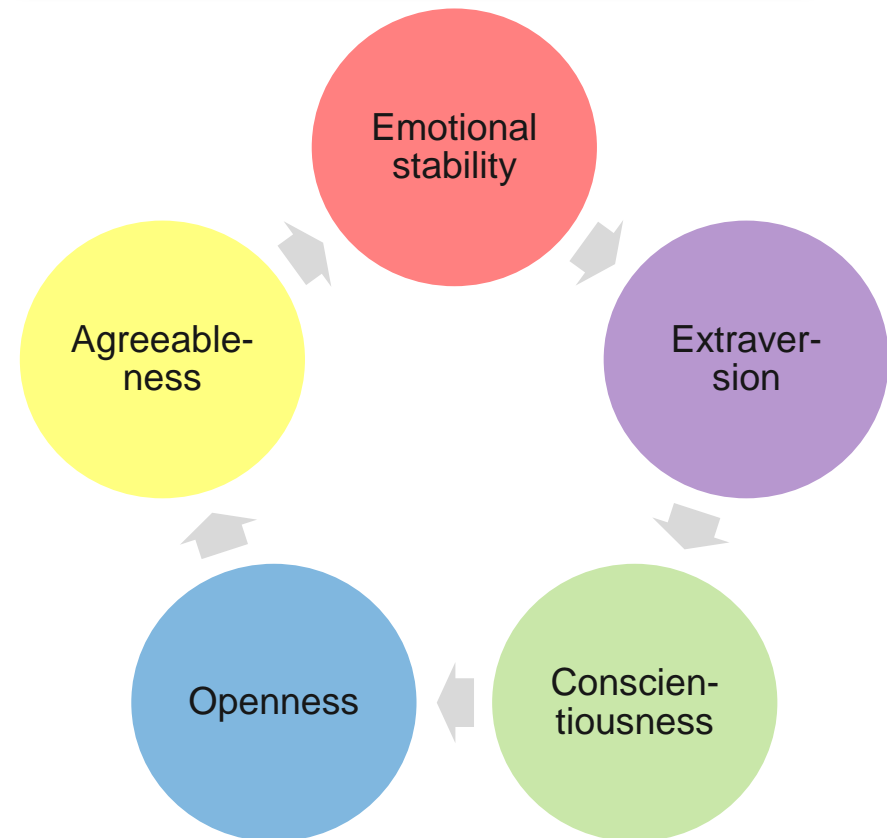 Emotional
stability
Extraver-
sion
Conscien-
tiousness
Openness
Agreeable-
ness